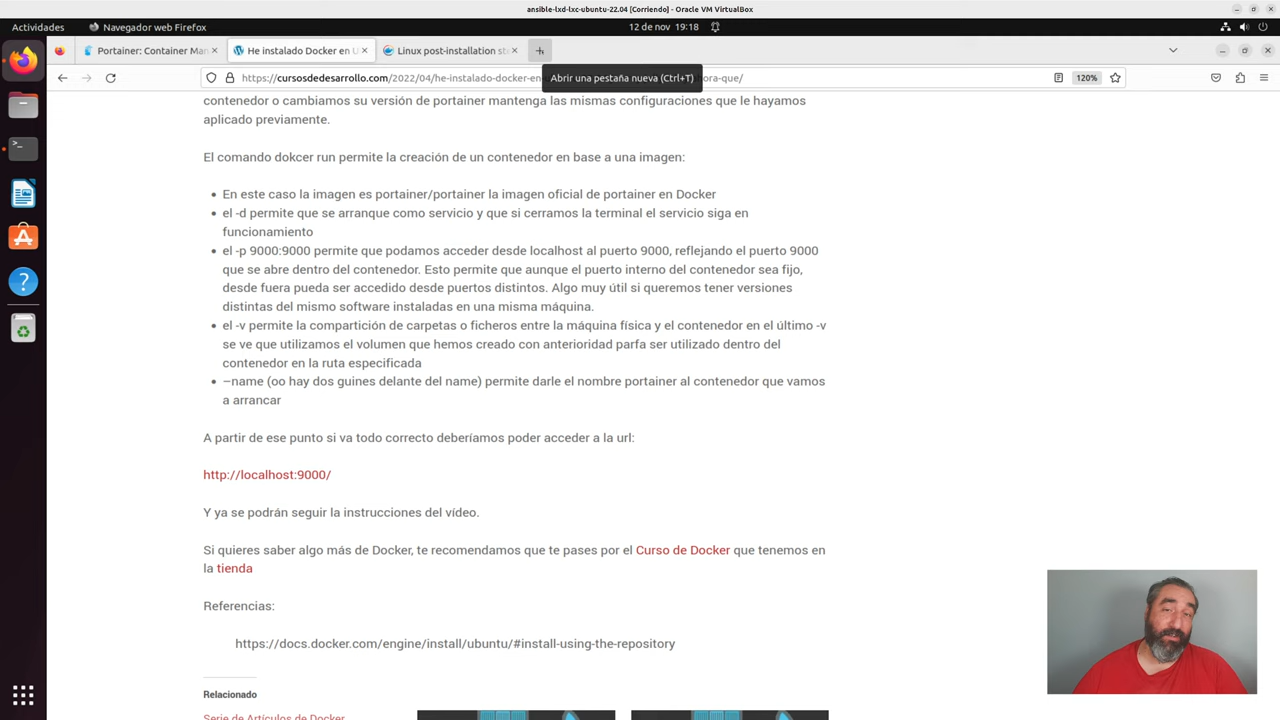 ansible-lxd-lxc-ubuntu-22.04 [Corriendo] - Oracle VM VirtualBox
Actividades
Navegador web Firefox
12 de nov 19:18
Portainer: Container Man
He instalado Docker en U
Linux post-installation st
https://cursosdedesarrollo.com/2022/04/he-instalado-docker-en
ora-que/
Abrir una pestaña nueva (Ctrl+T)
120%
contenedor o cambiamos su versión de portainer mantenga las mismas configuraciones que le hayamos
aplicado previamente.
El comando dokcer run permite la creación de un contenedor en base a una imagen:
• En este caso la imagen es portainer/portainer la imagen oficial de portainer en Docker
• el -d permite que se arranque como servicio y que si cerramos la terminal el servicio siga en
funcionamiento
• el -p 9000:9000 permite que podamos acceder desde localhost al puerto 9000, reflejando el puerto 9000
que se abre dentro del contenedor. Esto permite que aunque el puerto interno del contenedor sea fijo,
desde fuera pueda ser accedido desde puertos distintos. Algo muy útil si queremos tener versiones
distintas del mismo software instaladas en una misma máquina.
• el -v permite la compartición de carpetas o ficheros entre la máquina física y el contenedor en el último -v
se ve que utilizamos el volumen que hemos creado con anterioridad parfa ser utilizado dentro del
contenedor en la ruta especificada
• –name (oo hay dos guines delante del name) permite darle el nombre portainer al contenedor que vamos
a arrancar
A partir de ese punto si va todo correcto deberíamos poder acceder a la url:
http://localhost:9000/
Y ya se podrán seguir la instrucciones del vídeo.
Si quieres saber algo más de Docker, te recomendamos que te pases por el Curso de Docker que tenemos en
la tienda
Referencias:
https://docs.docker.com/engine/install/ubuntu/#install-using-the-repository
Relacionado
Serie de Artículos de Docker